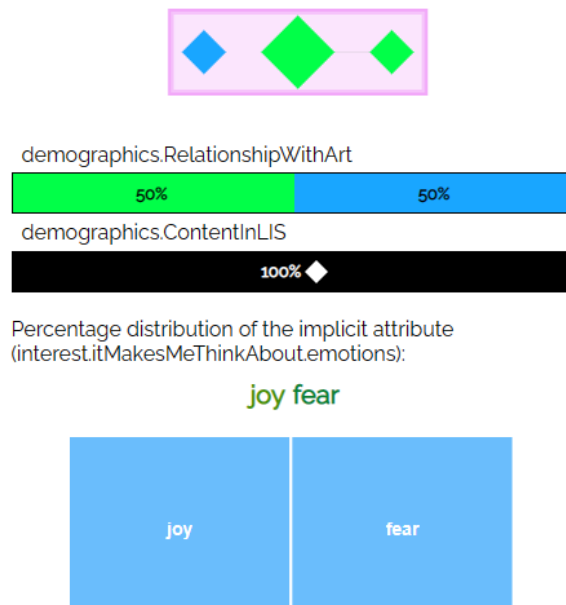 demographics.RelationshipWithArt
50% 50%
demographics.ContentInLIS
100%
Percentage distribution of the implicit attribute
(interest.itMakesMeThinkAbout.emotions):
joy fear
joy fear